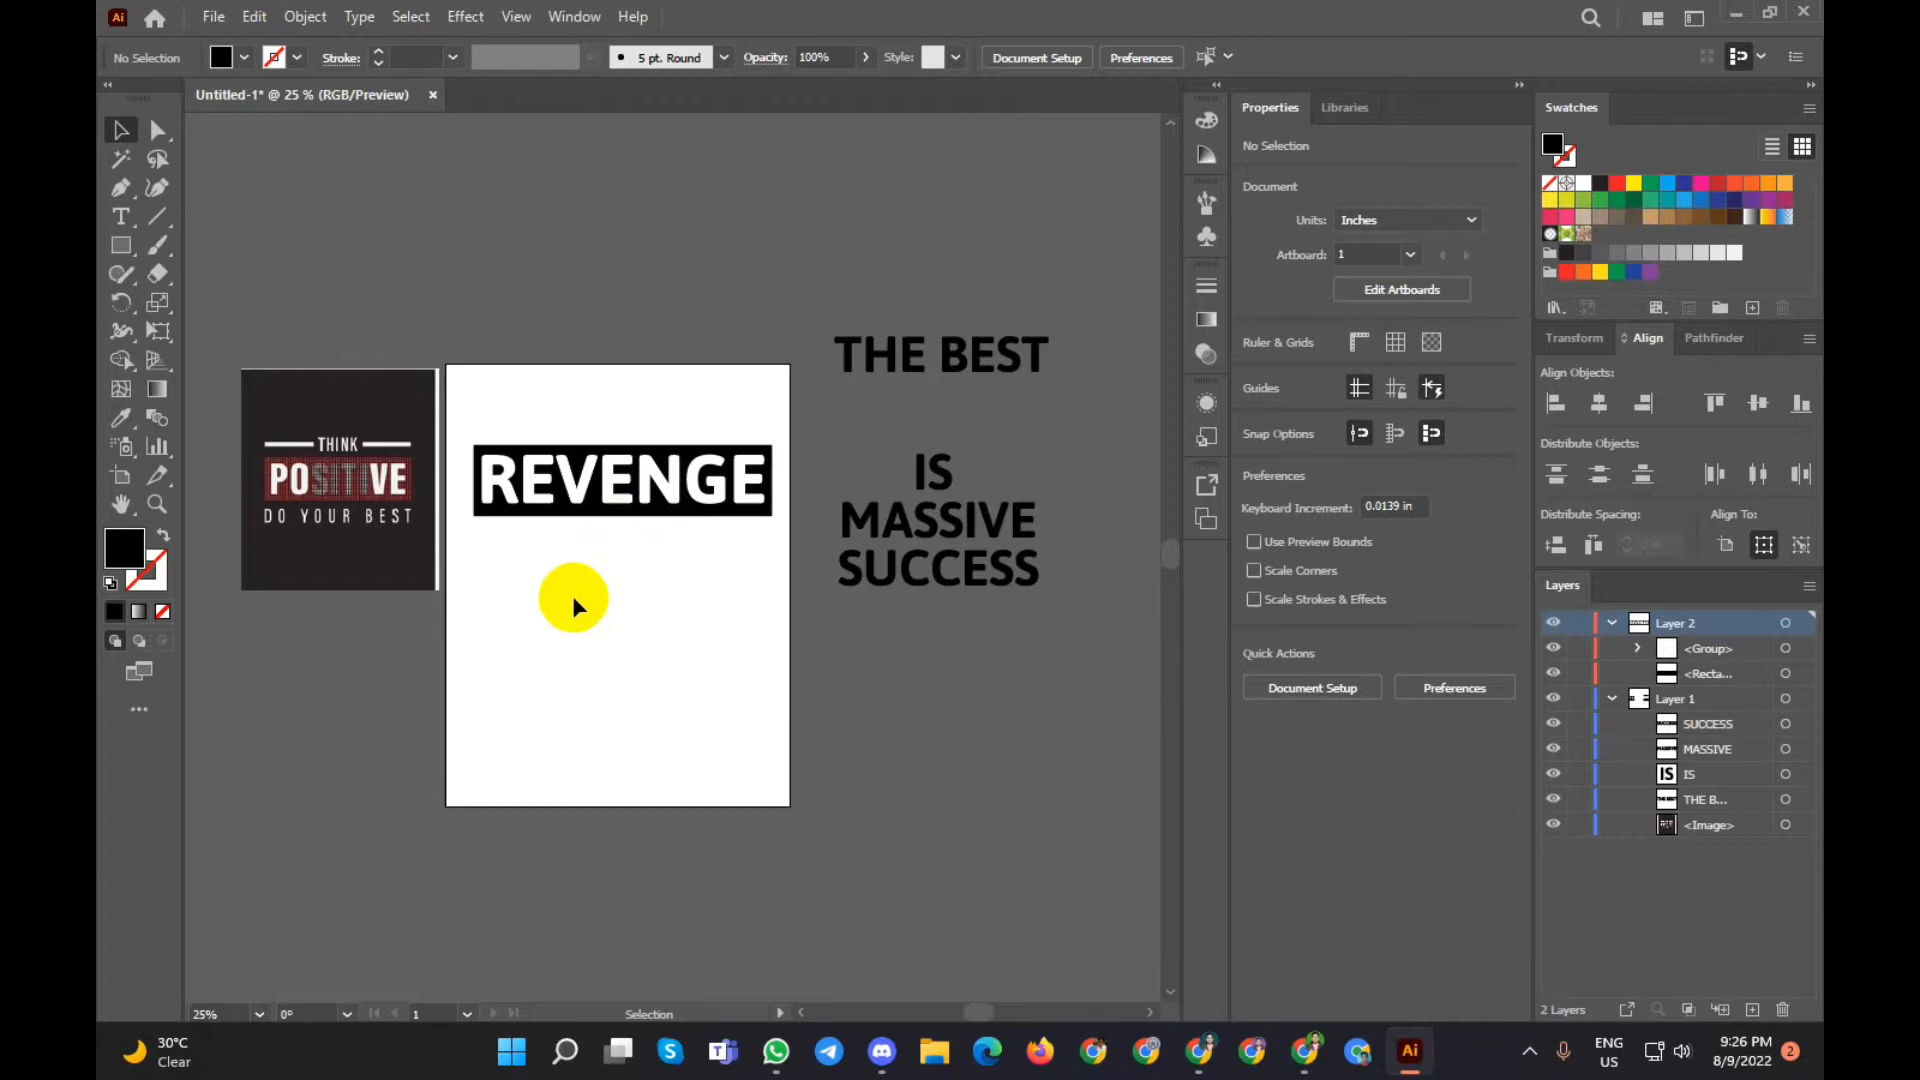 Ai File Edit Object Type Select Effect View Window Help
No Selection Stroke: 5 pt. Round Opacity: 100% Style: Document Setup Preferences
Untitled-1* @ 25 % (RGB/Preview)
Properties Libraries
No Selection
Document
Units: Inches
Artboard: 1
Edit Artboards
Ruler & Grids
Guides
Snap Options
Preferences
Keyboard Increment: 0.0139 in
Use Preview Bounds
Scale Corners
Scale Strokes & Effects
Quick Actions
Document Setup Preferences
Swatches
Transform Align Pathfinder
Align Objects:
Distribute Objects:
Distribute Spacing: Align To:
Layers
Layer 2
<Group>
<Recta...
Layer 1
SUCCESS
MASSIVE
IS IS
THE B...
<Image>
2 Layers
THINK
POSITIVE
DO YOUR BEST
REVENGE
THE BEST
IS
MASSIVE
SUCCESS
25% 0° 1 Selection
30°C
Clear
Ai
ENG
US
9:26 PM
8/9/2022
2